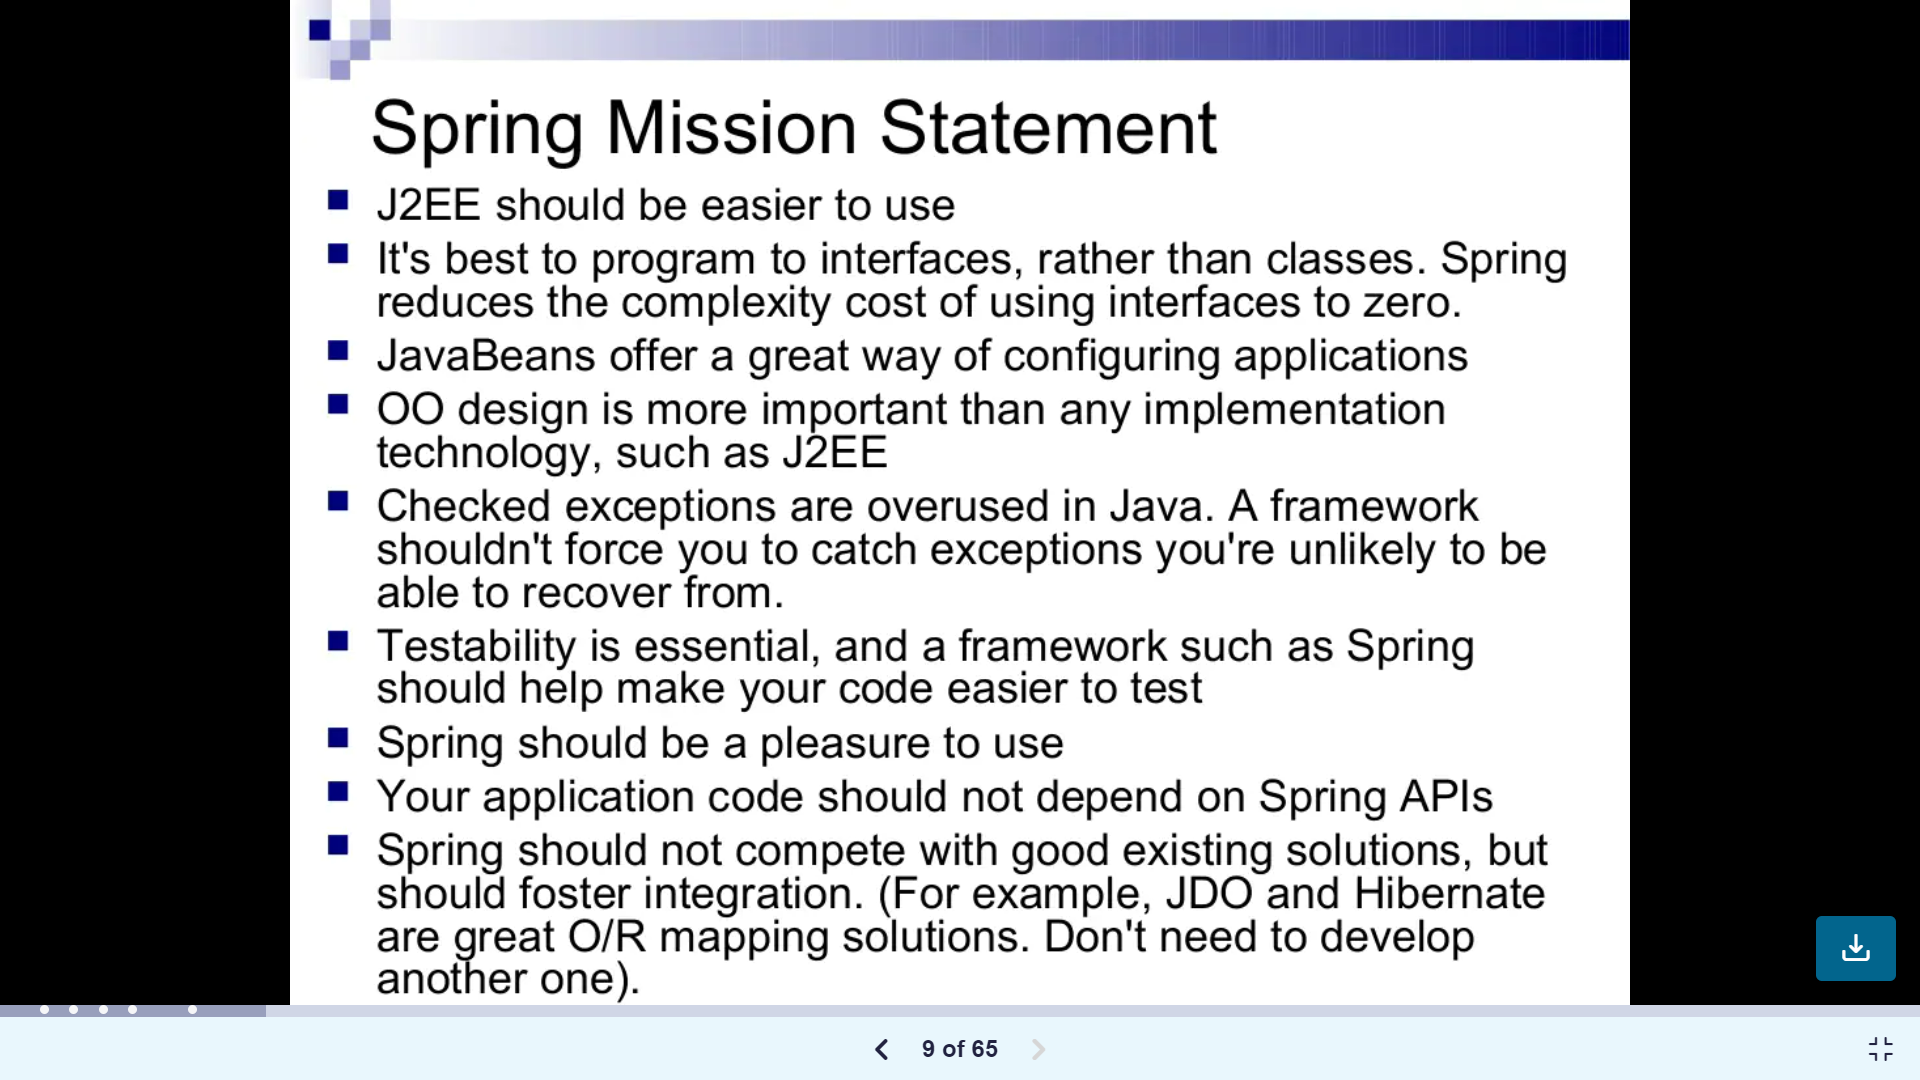 Spring Mission Statement
J2EE should be easier to use
It's best to program to interfaces, rather than classes. Spring
reduces the complexity cost of using interfaces to zero.
JavaBeans offer a great way of configuring applications
OO design is more important than any implementation
technology, such as J2EE
Checked exceptions are overused in Java. A framework
shouldn't force you to catch exceptions you're unlikely to be
able to recover from.
Testability is essential, and a framework such as Spring
should help make your code easier to test
Spring should be a pleasure to use
Your application code should not depend on Spring APIs
Spring should not compete with good existing solutions, but
should foster integration. (For example, JDO and Hibernate
are great O/R mapping solutions. Don't need to develop
another one).
9 of 65